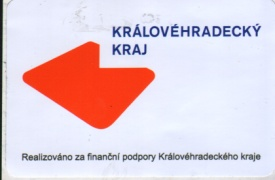 KRÁLOVÉHRADECKÝ
KRAJ
Realizováno za finanční podpory Královéhradeckého kraje